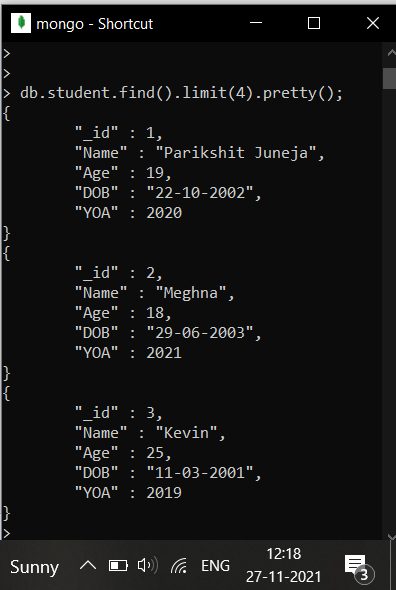 mongo - Shortcut
>
>
> db.student.find().limit(4).pretty();
{
"_id" : 1,
"Name" : "Parikshit Juneja",
"Age" : 19,
"DOB" : "22-10-2002",
"YOA" : 2020
}
{
"_id" : 2,
"Name" : "Meghna",
"Age" : 18,
"DOB" : "29-06-2003",
"YOA" : 2021
}
{
"_id" : 3,
"Name" : "Kevin",
"Age" : 25,
"DOB" : "11-03-2001",
"YOA" : 2019
}
>
Sunny ENG 12:18 3
27-11-2021